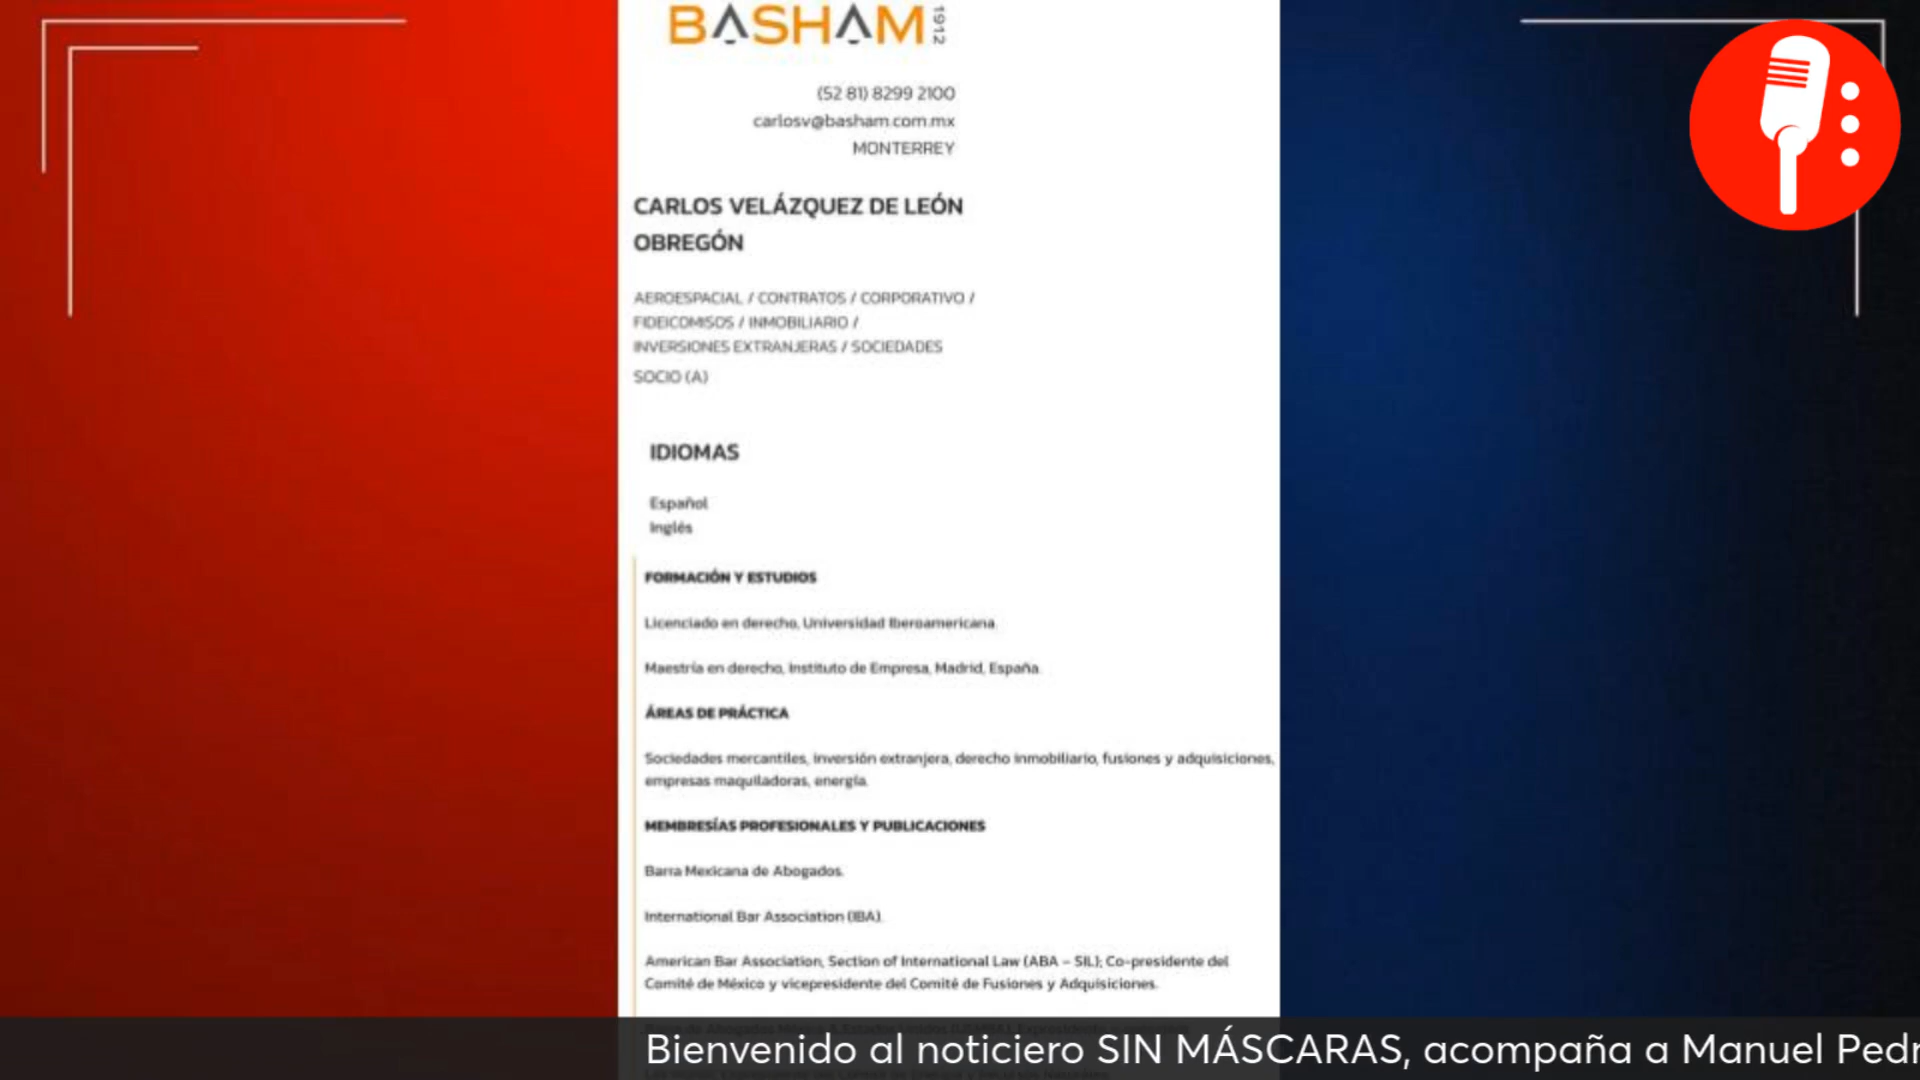 BASHAM 1912
(52 81) 8299 2100
carlosv@basham.com.mx
MONTERREY
CARLOS VELÁZQUEZ DE LEÓN
OBREGÓN
AEROESPACIAL / CONTRATOS / CORPORATIVO /
FIDEICOMISOS / INMOBILIARIO /
INVERSIONES EXTRANJERAS / SOCIEDADES
SOCIO (A)
IDIOMAS
Español
Inglés
FORMACIÓN Y ESTUDIOS
Licenciado en derecho, Universidad Iberoamericana.
Maestría en derecho, Instituto de Empresa, Madrid, España.
ÁREAS DE PRÁCTICA
Sociedades mercantiles, inversión extranjera, derecho inmobiliario, fusiones y adquisiciones,
empresas maquiladoras, energía.
MEMBRESÍAS PROFESIONALES Y PUBLICACIONES
Barra Mexicana de Abogados.
International Bar Association (IBA).
American Bar Association, Section of International Law (ABA – SIL); Co-presidente del
Comité de México y vicepresidente del Comité de Fusiones y Adquisiciones.
Bienvenido al noticiero SIN MÁSCARAS, acompaña a Manuel Pedr